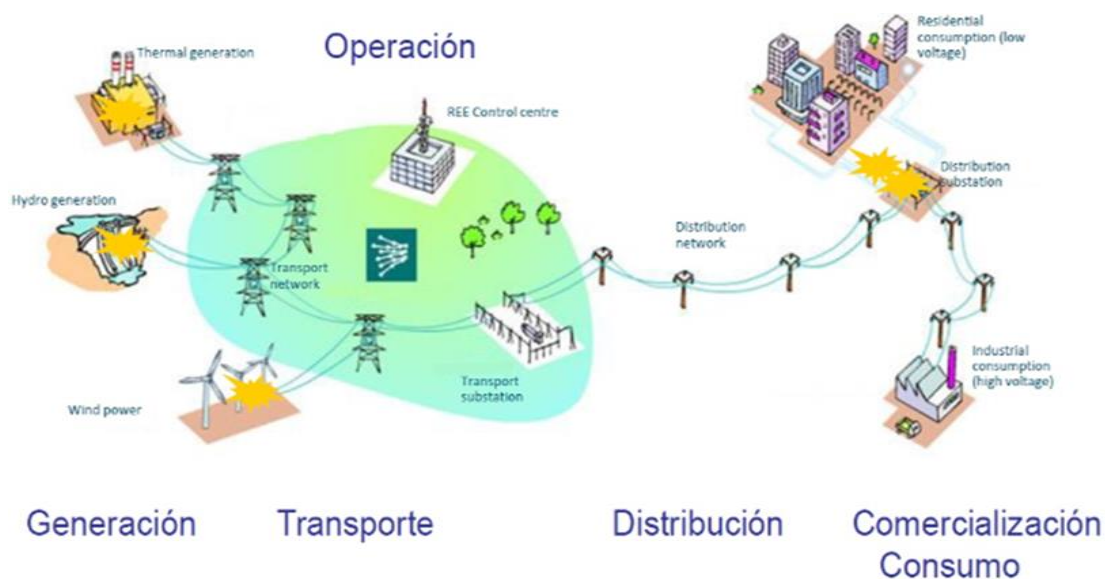 Operación
Thermal generation
REE Control centre
Residential
consumption (low
voltage)
Hydro generation
Transport
network
Distribution
network
Distribution
substation
Wind power
Transport
substation
Industrial
consumption
(high voltage)
Generación
Transporte
Distribución
Comercialización
Consumo